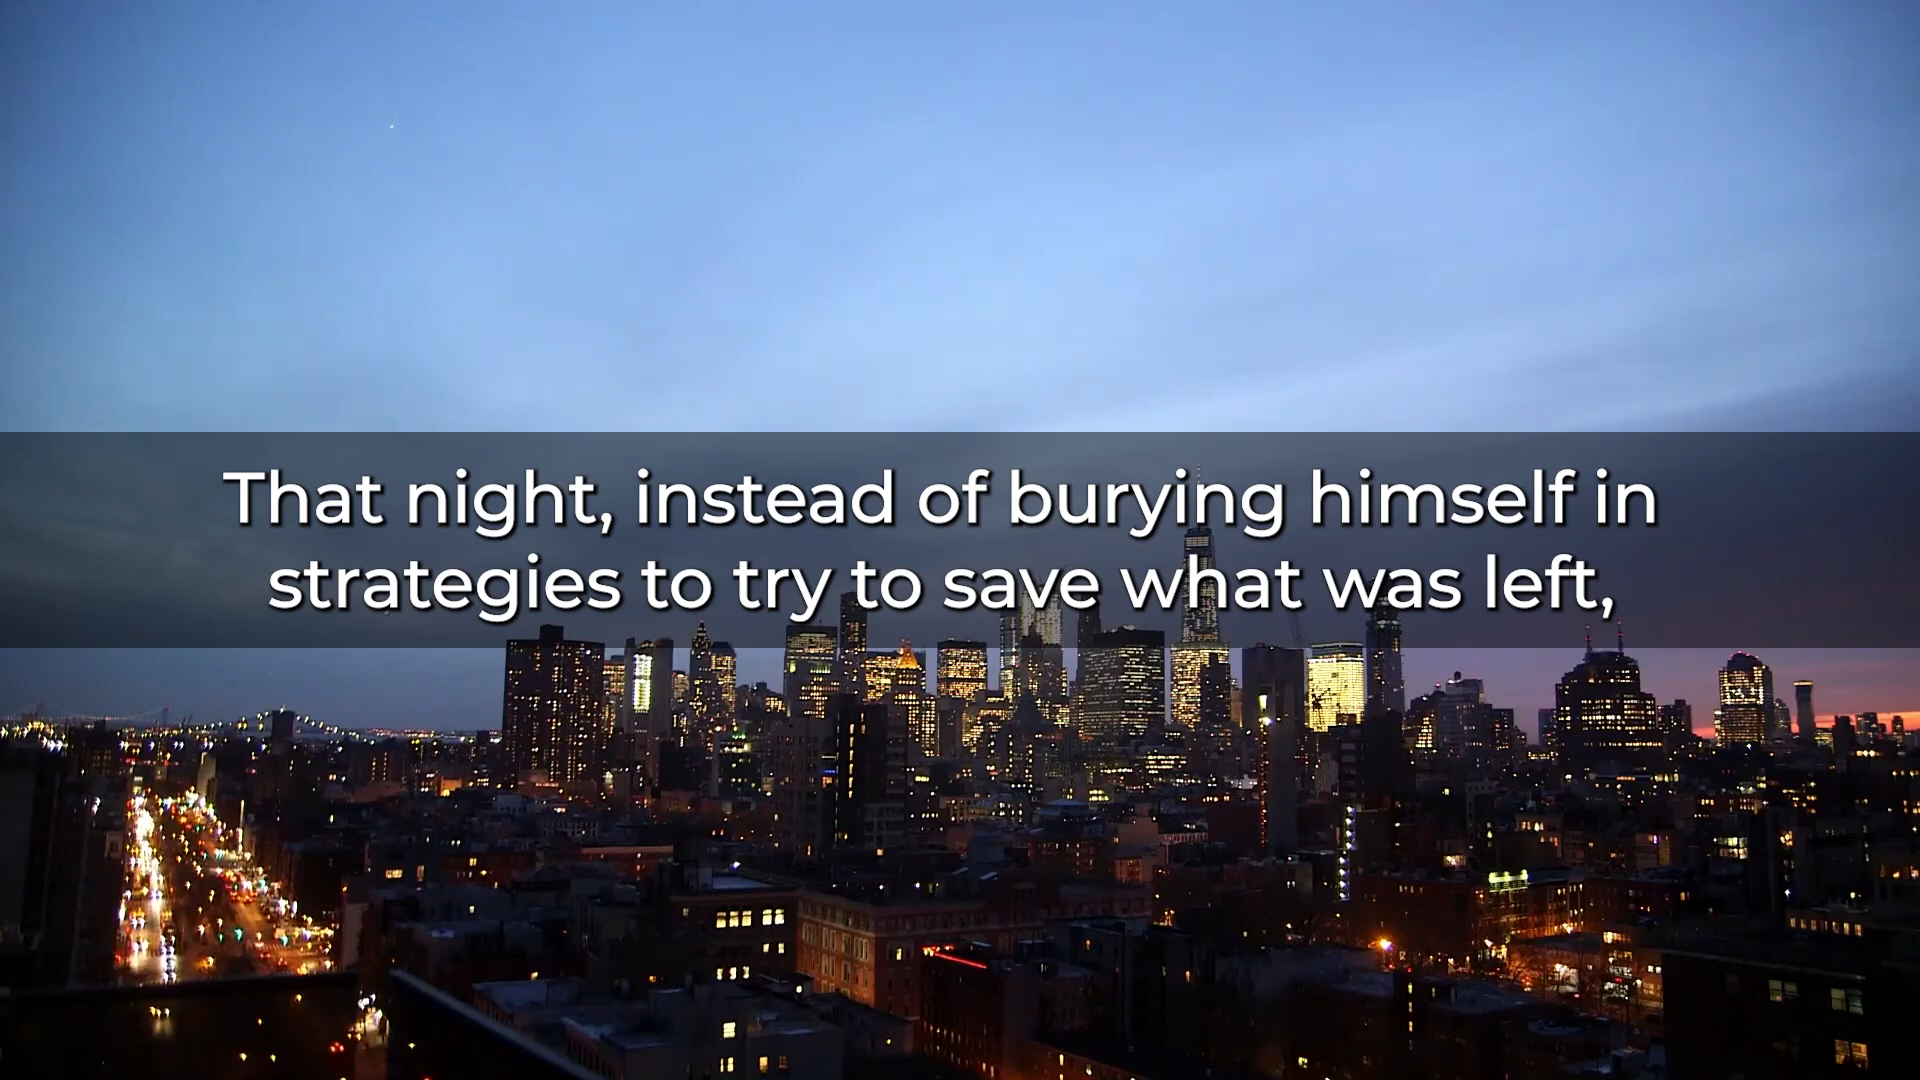 That night, instead of burying himself in
strategies to try to save what was left,